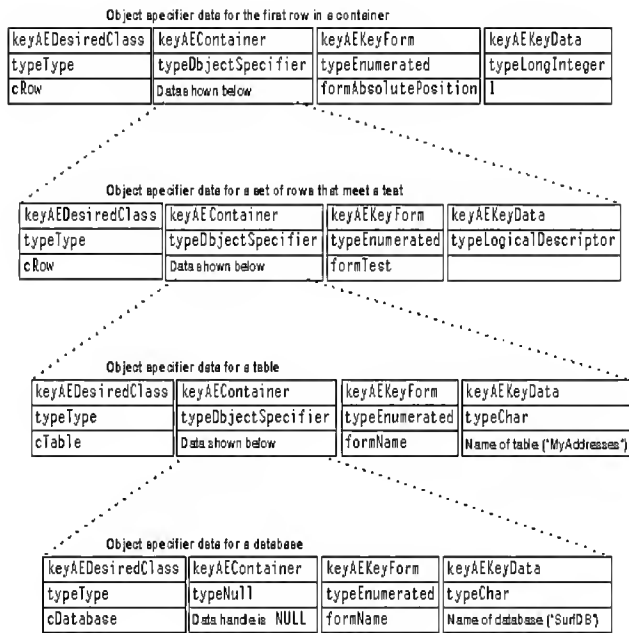 Object specifier data for the first row in a container
keyAEDesiredClass keyAEContainer keyAEKeyForm keyAEKeyData
typeType typeObjectSpecifier typeEnumerated typeLongInteger
cRow Data shown below formAbsolutePosition 1
Object specifier data for a set of rows that meet a test
keyAEDesiredClass keyAEContainer keyAEKeyForm keyAEKeyData
typeType typeObjectSpecifier typeEnumerated typeLogicalDescriptor
cRow Data shown below formTest
Object specifier data for a table
keyAEDesiredClass keyAEContainer keyAEKeyForm keyAEKeyData
typeType typeObjectSpecifier typeEnumerated typeChar
cTable Data shown below formName Name of table ("MyAddresses")
Object specifier data for a database
keyAEDesiredClass keyAEContainer keyAEKeyForm keyAEKeyData
typeType typeNull typeEnumerated typeChar
cDatabase Data handle is NULL formName Name of database ("SurfDB")